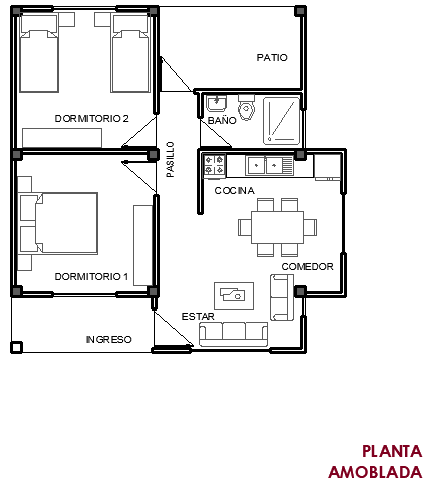 PATIO
DORMITORIO 2
BAÑO
PASILLO
COCINA
COMEDOR
DORMITORIO 1
ESTAR
INGRESO
PLANTA
AMOBLADA